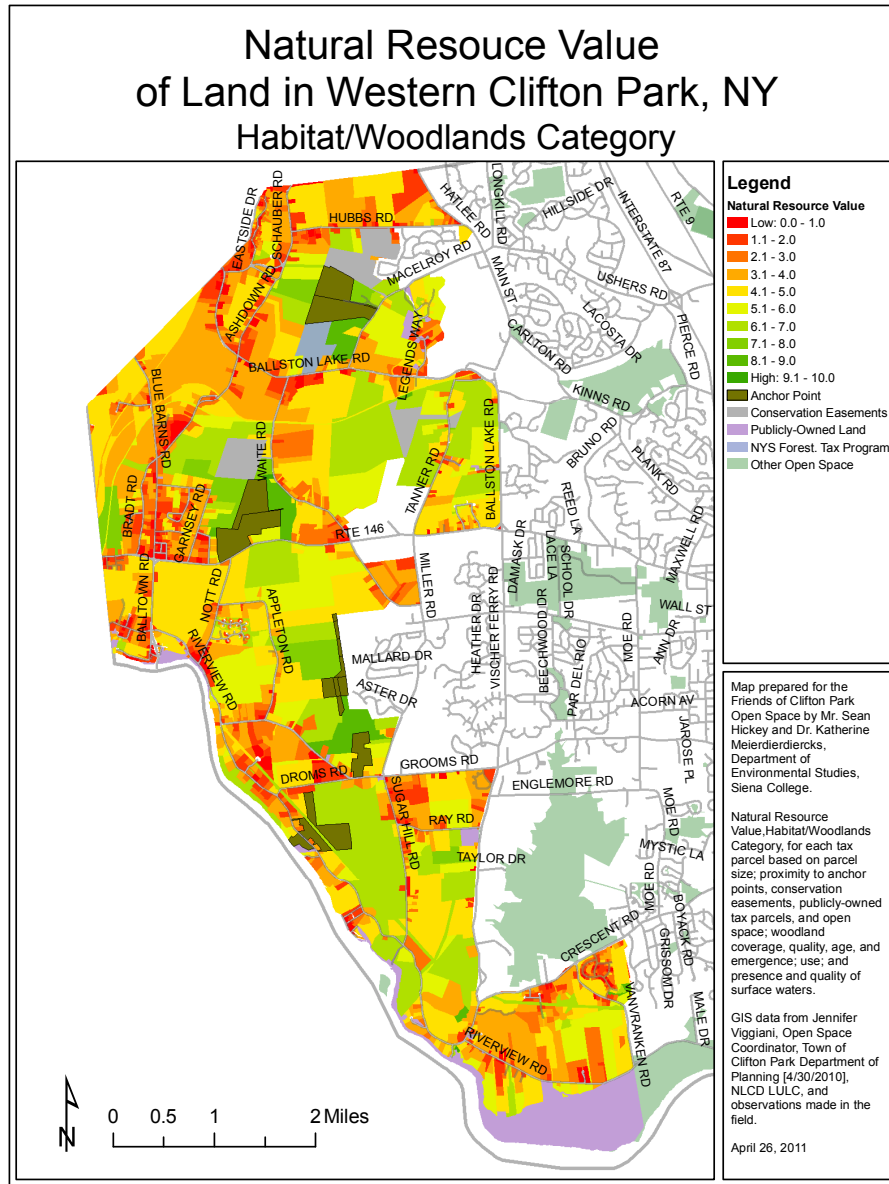 Natural Resouce Value
of Land in Western Clifton Park, NY
Habitat/Woodlands Category
EASTSIDE DR
SCHAUBER RD
HUBBS RD
HATLEE RD
LONGKILL RD
HILLSIDE DR
INTERSTATE 87
RTE 9
MACELROY RD
MAIN ST
USHERS RD
ASHDOWN RD
LEGENDS WAY
CARLTON RD
LACOSTA DR
PIERCE RD
BALLSTON LAKE RD
BLUE BARNS RD
KINNS RD
WAITE RD
TANNER RD
BALLSTON LAKE RD
BRUNO RD
PLANK RD
BRADT RD
GARNSEY RD
REED LA
RTE 146
DAMASK DR
LACE LA
SCHOOL DR
MAXWELL RD
BALLTOWN RD
NOTT RD
APPLETON RD
MILLER RD
HEATHER DR
VISCHER FERRY RD
BEECHWOOD DR
WALL ST
RIVERVIEW RD
MALLARD DR
PAR DEL RIO
MOE RD
ANN DR
ASTER DR
ACORN AV
JAROSE PL
DROMS RD
GROOMS RD
ENGLEMORE RD
SUGAR HILL RD
RAY RD
MOE RD
TAYLOR DR
MYSTIC LA
MOE RD
BOYACK RD
CRESCENT RD
GRISSOM DR
VANVRANKEN RD
MALE DR
RIVERVIEW RD
N
0 0.5 1 2 Miles
Legend
Natural Resource Value
Low: 0.0 - 1.0
1.1 - 2.0
2.1 - 3.0
3.1 - 4.0
4.1 - 5.0
5.1 - 6.0
6.1 - 7.0
7.1 - 8.0
8.1 - 9.0
High: 9.1 - 10.0
Anchor Point
Conservation Easements
Publicly-Owned Land
NYS Forest. Tax Program
Other Open Space
Map prepared for the
Friends of Clifton Park
Open Space by Mr. Sean
Hickey and Dr. Katherine
Meierdierdiercks,
Department of
Environmental Studies,
Siena College.
Natural Resource
Value,Habitat/Woodlands
Category, for each tax
parcel based on parcel
size; proximity to anchor
points, conservation
easements, publicly-owned
tax parcels, and open
space; woodland
coverage, quality, age, and
emergence; use; and
presence and quality of
surface waters.
GIS data from Jennifer
Viggiani, Open Space
Coordinator, Town of
Clifton Park Department of
Planning [4/30/2010],
NLCD LULC, and
observations made in the
field.
April 26, 2011